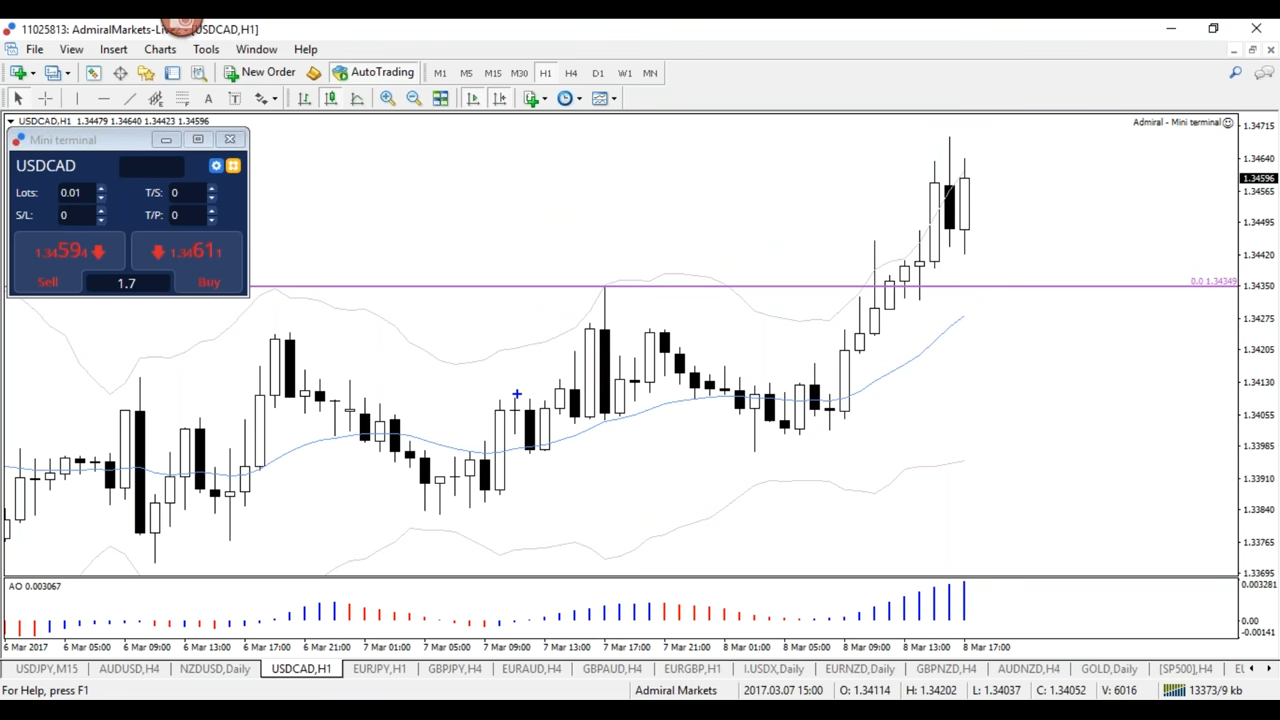 11025813: AdmiralMarkets-Liv [USDCAD,H1]
File View Insert Charts Tools Window Help
New Order AutoTrading M1 M5 M15 M30 H1 H4 D1 W1 MN
A T
USDCAD,H1 1.34479 1.34640 1.34423 1.34596
Admiral - Mini terminal
Mini terminal
USDCAD
Lots: 0.01 T/S: 0
S/L: 0 T/P: 0
1.34594 1.34611
Sell 1.7 Buy
1.34715
1.34640
1.34596
1.34565
1.34495
1.34420
0.0 1.34349
1.34350
1.34275
1.34205
1.34130
1.34055
1.33985
1.33910
1.33840
1.33765
1.33695
AO 0.003067
0.003281
0.00
-0.00141
6 Mar 2017 6 Mar 05:00 6 Mar 09:00 6 Mar 13:00 6 Mar 17:00 6 Mar 21:00 7 Mar 01:00 7 Mar 05:00 7 Mar 09:00 7 Mar 13:00 7 Mar 17:00 7 Mar 21:00 8 Mar 01:00 8 Mar 05:00 8 Mar 09:00 8 Mar 13:00 8 Mar 17:00
USDJPY,M15 AUDUSD,H4 NZDUSD,Daily USDCAD,H1 EURJPY,H1 GBPJPY,H4 EURAUD,H4 GBPAUD,H4 EURGBP,H1 I.USDX,Daily EURNZD,Daily GBPNZD,H4 AUDNZD,H4 GOLD,Daily [SP500],H4 EU
For Help, press F1 Admiral Markets 2017.03.07 15:00 O: 1.34114 H: 1.34202 L: 1.34037 C: 1.34052 V: 6016 13373/9 kb